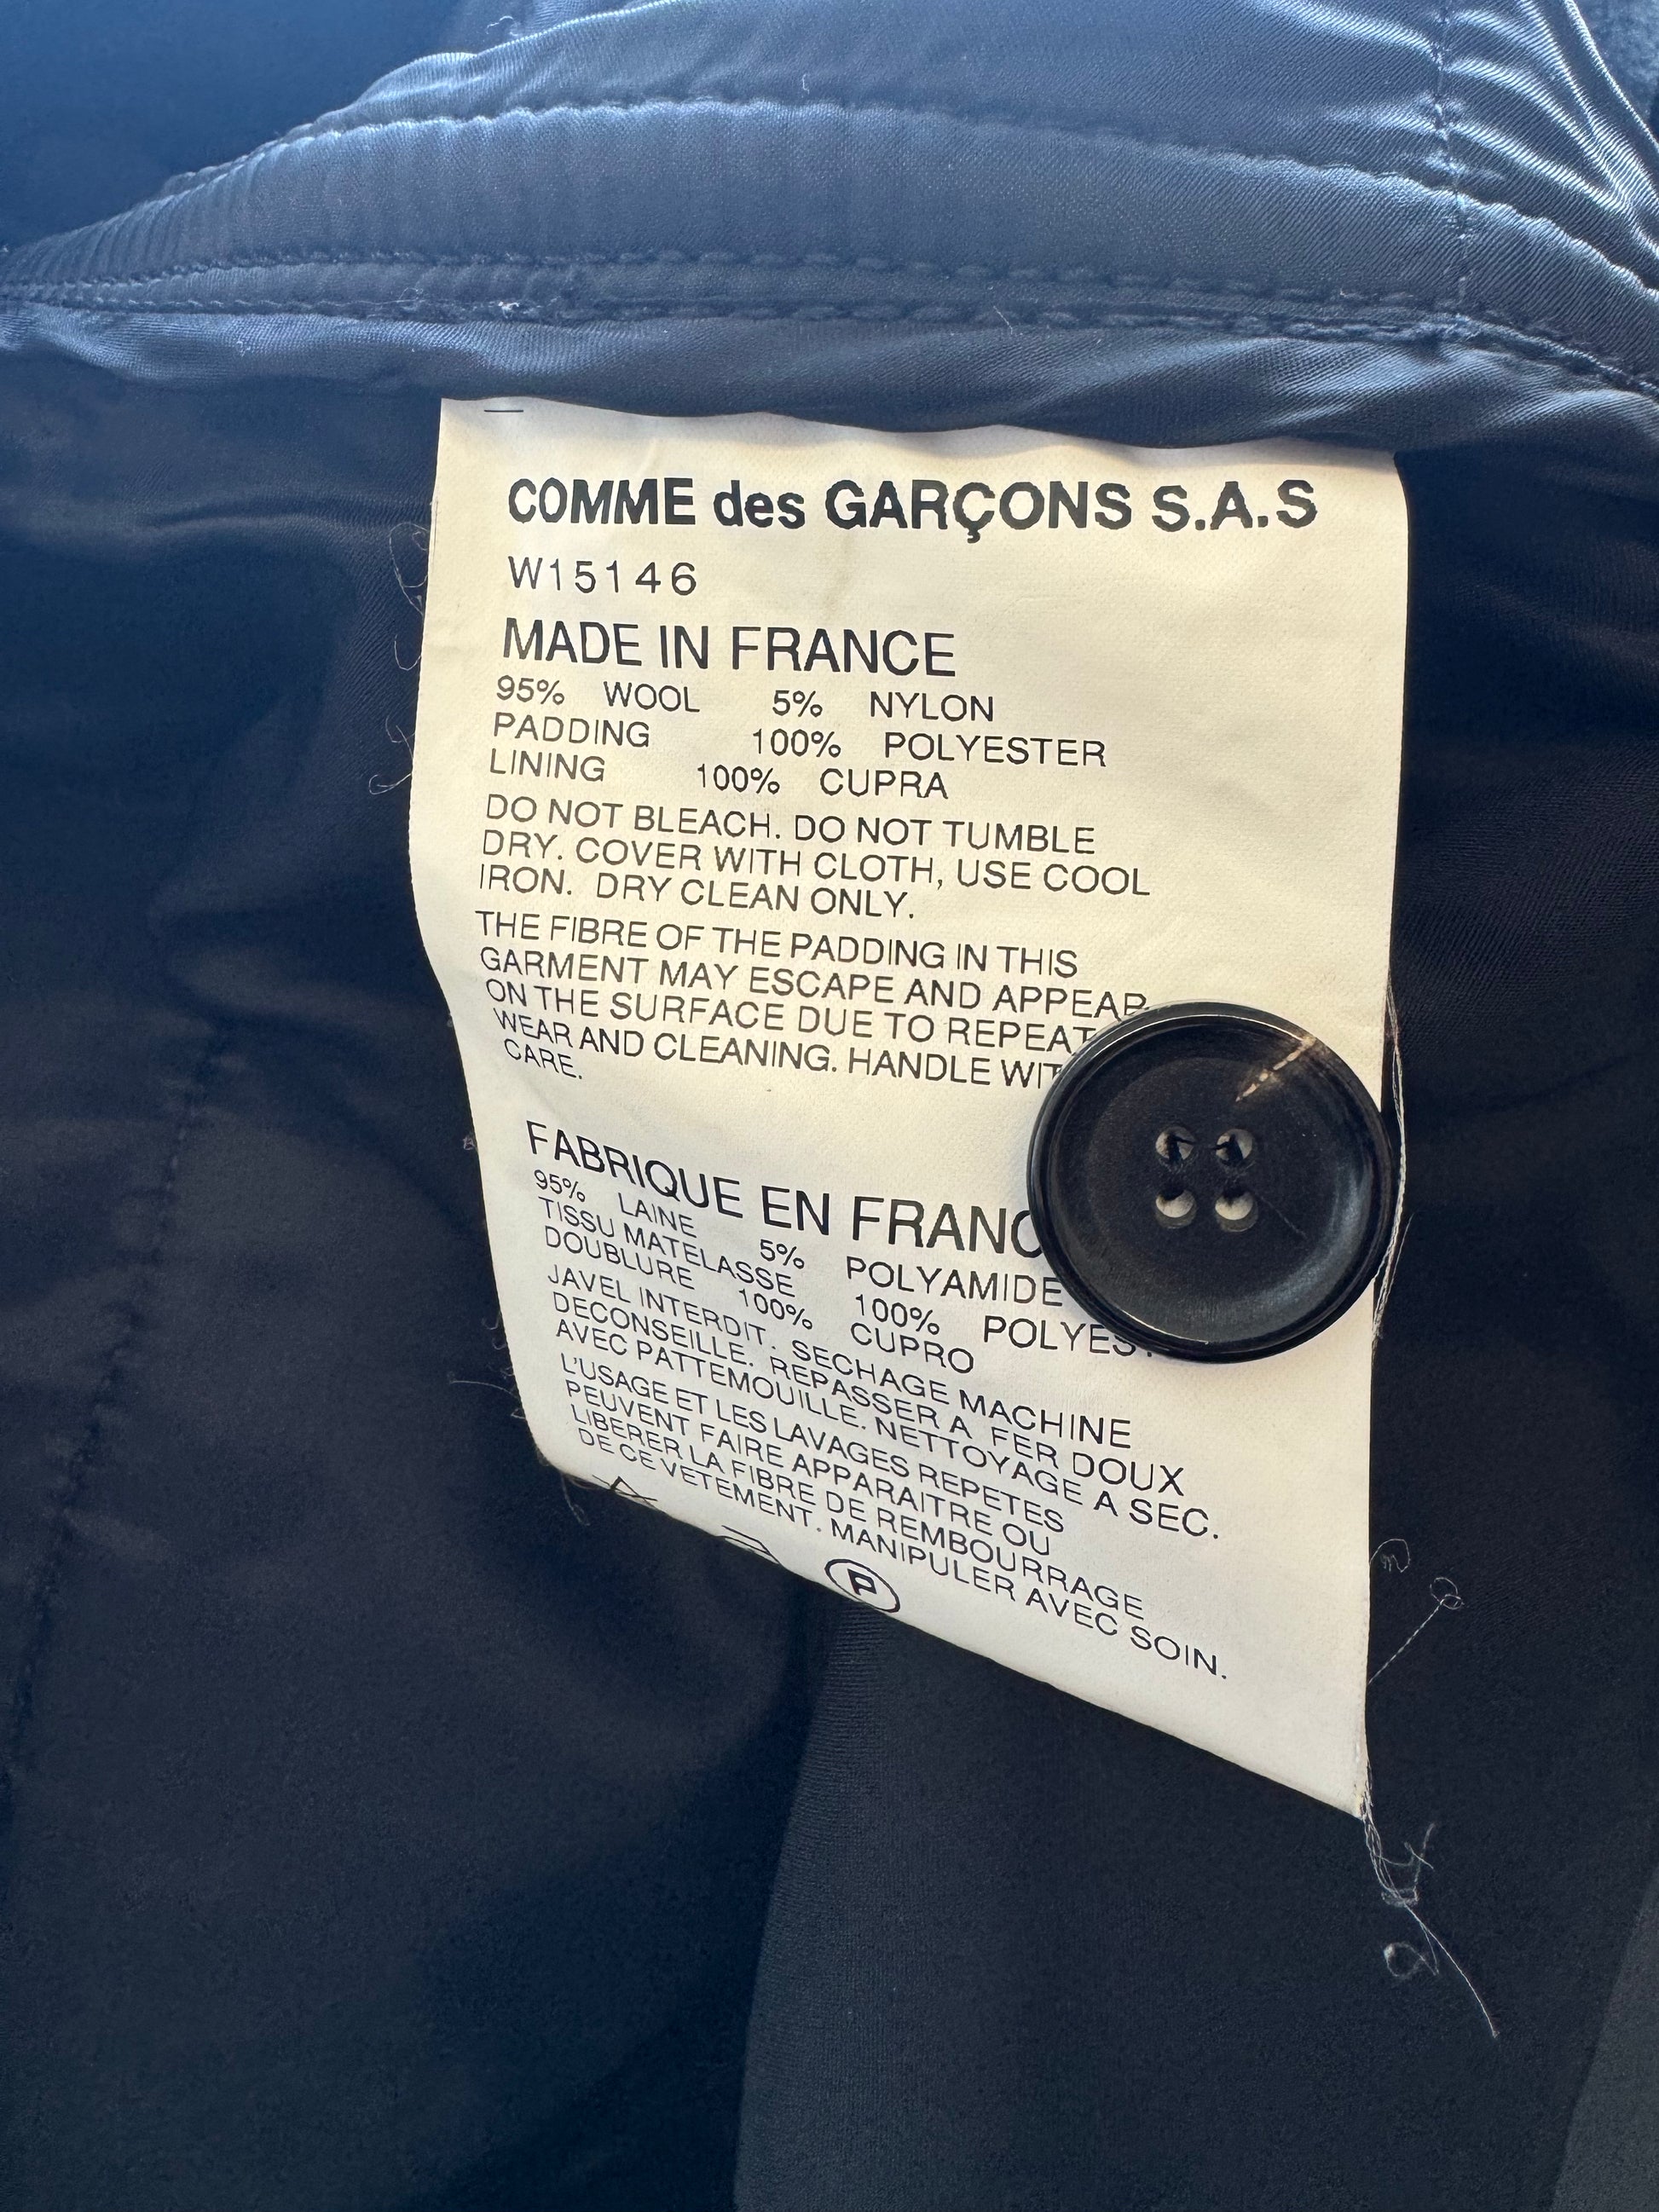 COMME des GARÇONS S.A.S
W15146
MADE IN FRANCE
95% WOOL 5% NYLON
PADDING 100% POLYESTER
LINING 100% CUPRA
DO NOT BLEACH. DO NOT TUMBLE
DRY. COVER WITH CLOTH, USE COOL
IRON. DRY CLEAN ONLY.
THE FIBRE OF THE PADDING IN THIS
GARMENT MAY ESCAPE AND APPEAR
ON THE SURFACE DUE TO REPEAT
WEAR AND CLEANING. HANDLE WIT
CARE.
FABRIQUE EN FRANC
95% LAINE 5% POLYAMIDE
TISSU MATELASSE 100% POLYES
DOUBLURE 100% CUPRO
JAVEL INTERDIT. SECHAGE MACHINE
DECONSEILLE. REPASSER A FER DOUX
AVEC PATTEMOUILLE. NETTOYAGE A SEC.
L'USAGE ET LES LAVAGES REPETES
PEUVENT FAIRE APPARAITRE OU
LIBERER LA FIBRE DE REMBOURRAGE
DE CE VETEMENT. MANIPULER AVEC SOIN.
P